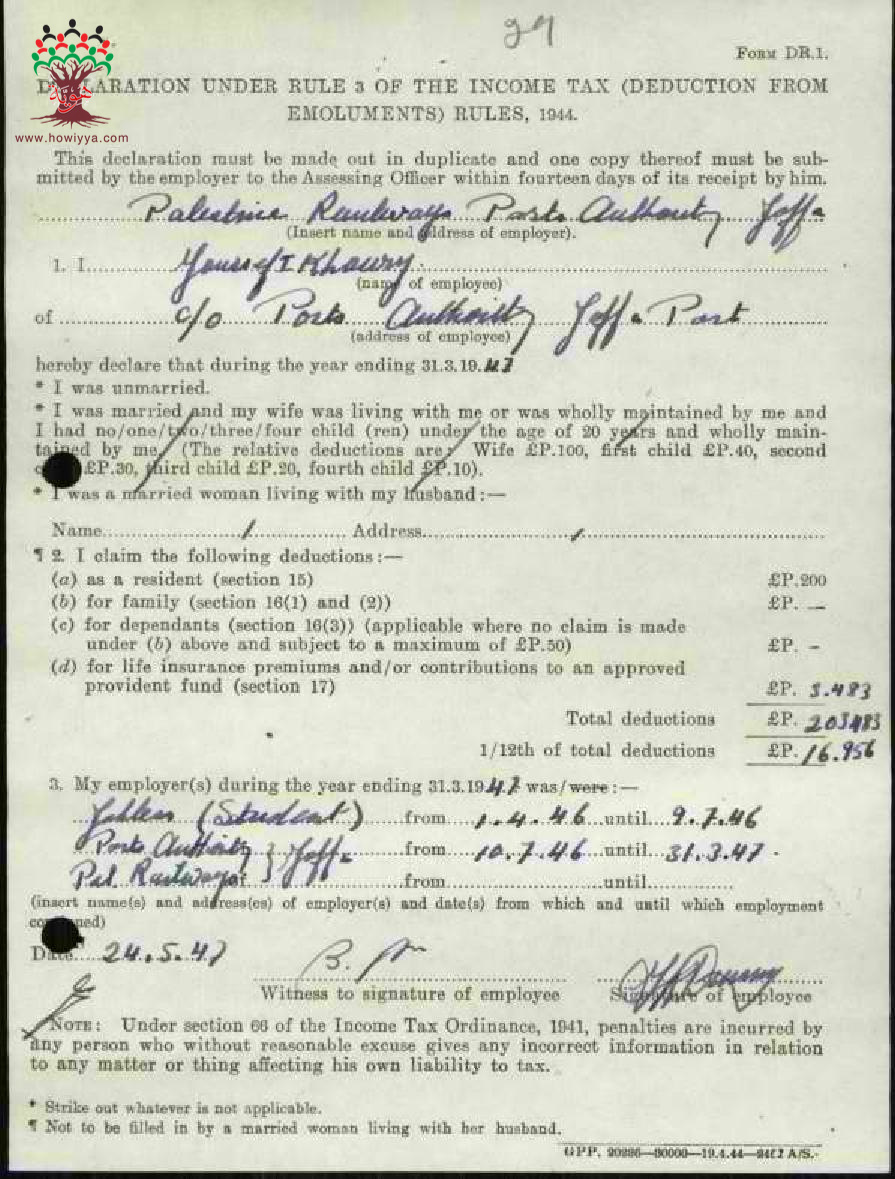 29
FORM DR.1.
DECLARATION UNDER RULE 3 OF THE INCOME TAX (DEDUCTION FROM
EMOLUMENTS) RULES, 1944.
www.howiyya.com
This declaration must be made out in duplicate and one copy thereof must be sub-
mitted by the employer to the Assessing Officer within fourteen days of its receipt by him.
Palestine Railways Ports Authority Jaffa
(Insert name and address of employer).
1. I Youssef I Khoury
(name of employee)
of c/o Ports Authority Jaffa Port
(address of employee)
hereby declare that during the year ending 31.3.1947
* I was unmarried.
* I was married and my wife was living with me or was wholly maintained by me and
I had no/one/two/three/four child (ren) under the age of 20 years and wholly main-
tained by me. (The relative deductions are: Wife £P.100, first child £P.40, second
£P.30, third child £P.20, fourth child £P.10).
* I was a married woman living with my husband :—
Name / Address /
¶ 2. I claim the following deductions :—
(a) as a resident (section 15) £P.200
(b) for family (section 16(1) and (2)) £P. —
(c) for dependants (section 16(3)) (applicable where no claim is made
under (b) above and subject to a maximum of £P.50) £P. -
(d) for life insurance premiums and/or contributions to an approved
provident fund (section 17) £P. 3.483
Total deductions £P. 203483
1/12th of total deductions £P. 16.956
3. My employer(s) during the year ending 31.3.1947 was/were :—
Jobless (Student) from 1.4.46 until 9.7.46
Ports Authority } Jaffa from 10.7.46 until 31.3.47.
Pal. Railways from until
(insert name(s) and address(es) of employer(s) and date(s) from which and until which employment
continued)
Date 24.5.47
Witness to signature of employee Signature of employee
NOTE: Under section 66 of the Income Tax Ordinance, 1941, penalties are incurred by
any person who without reasonable excuse gives any incorrect information in relation
to any matter or thing affecting his own liability to tax.
* Strike out whatever is not applicable.
¶ Not to be filled in by a married woman living with her husband.
GPP. 20286—30000—19.4.44— A/S.